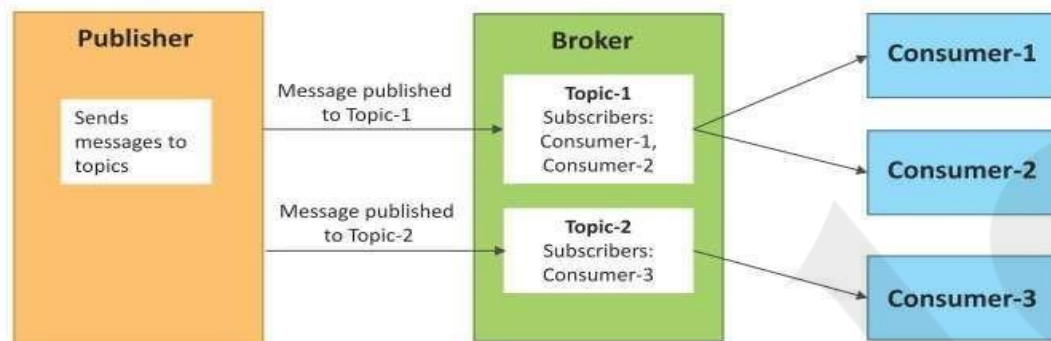 Publisher
Sends
messages to
topics
Message published
to Topic-1
Message published
to Topic-2
Broker
Topic-1
Subscribers:
Consumer-1,
Consumer-2
Topic-2
Subscribers:
Consumer-3
Consumer-1
Consumer-2
Consumer-3